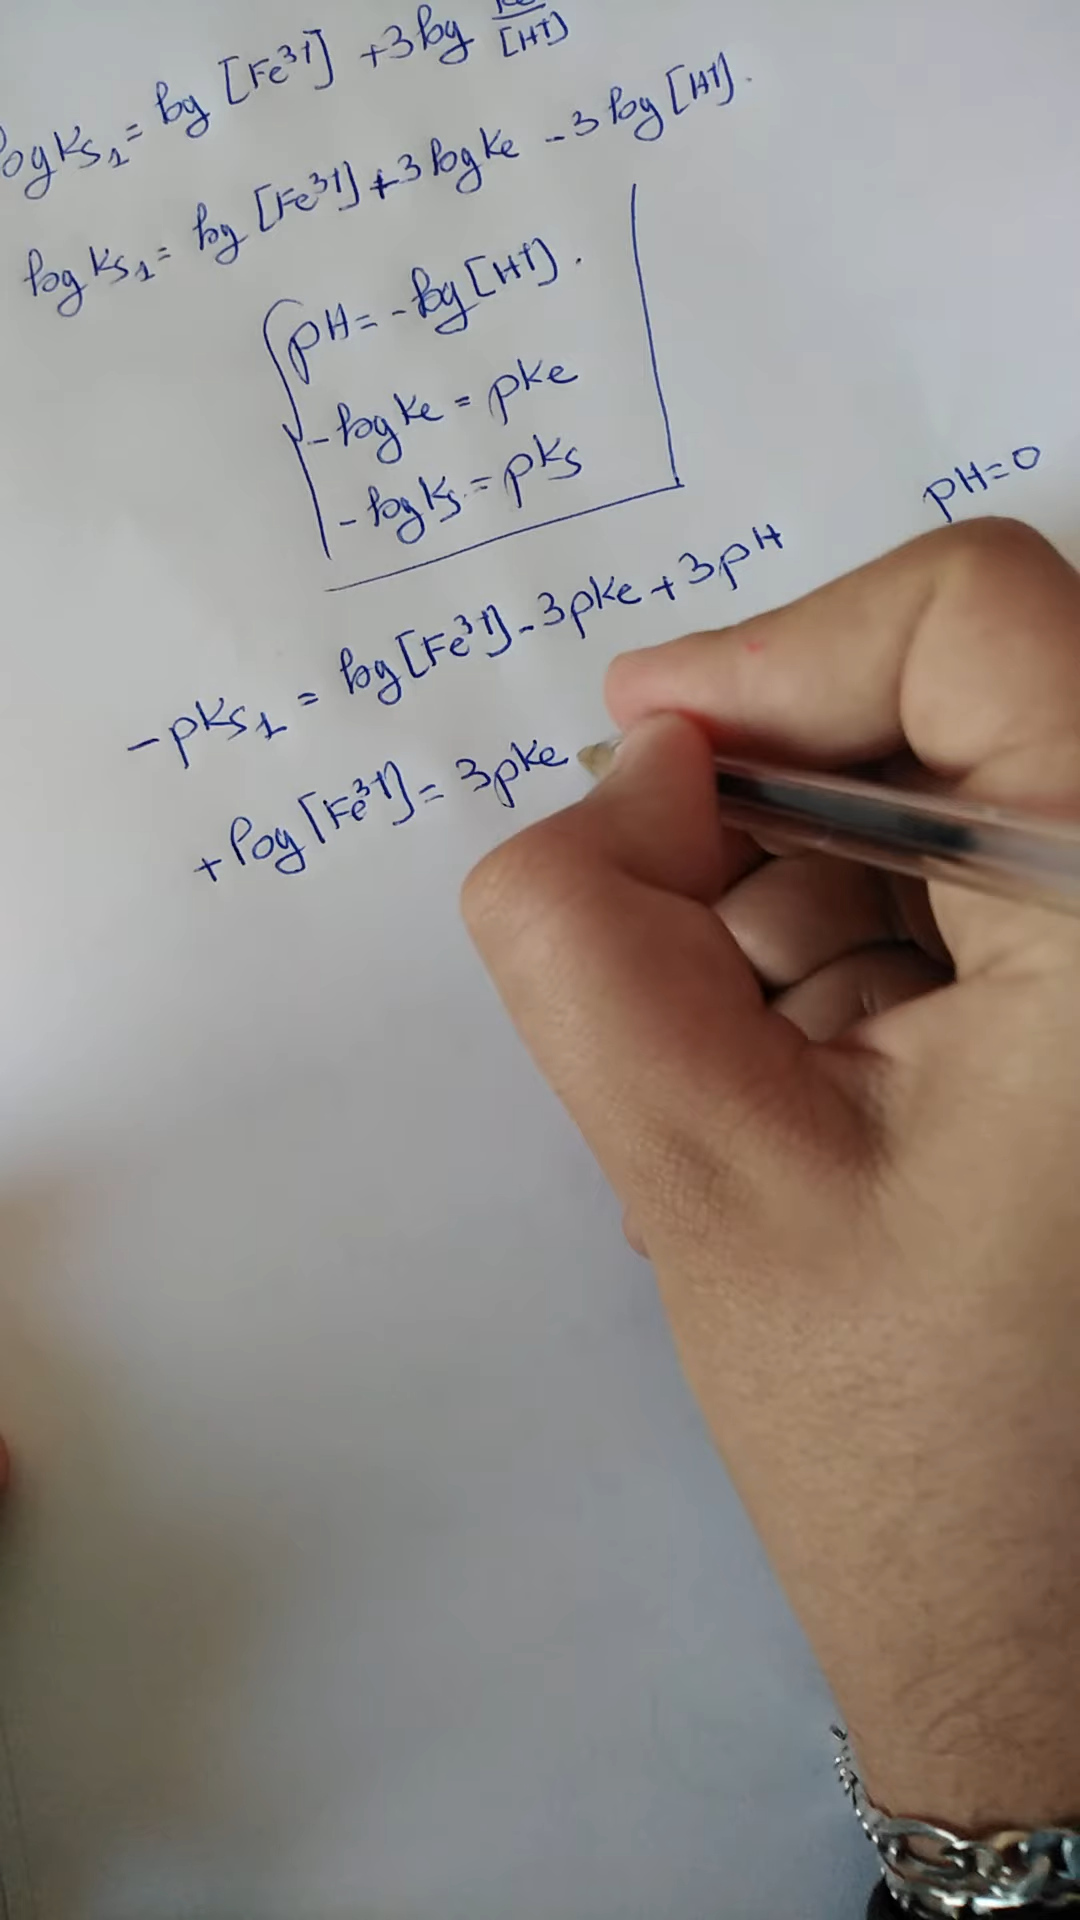 log Ks₁ = log [Fe³⁺] + 3 log Ke/[H⁺]
log Ks₁ = log [Fe³⁺] + 3 log Ke - 3 log [H⁺].
pH = - log [H⁺].
- log Ke = pKe
- log Ks = pKs
pH = 0
- pKs₁ = log [Fe³⁺] - 3pKe + 3pH
+ log [Fe³⁺] = 3pKe